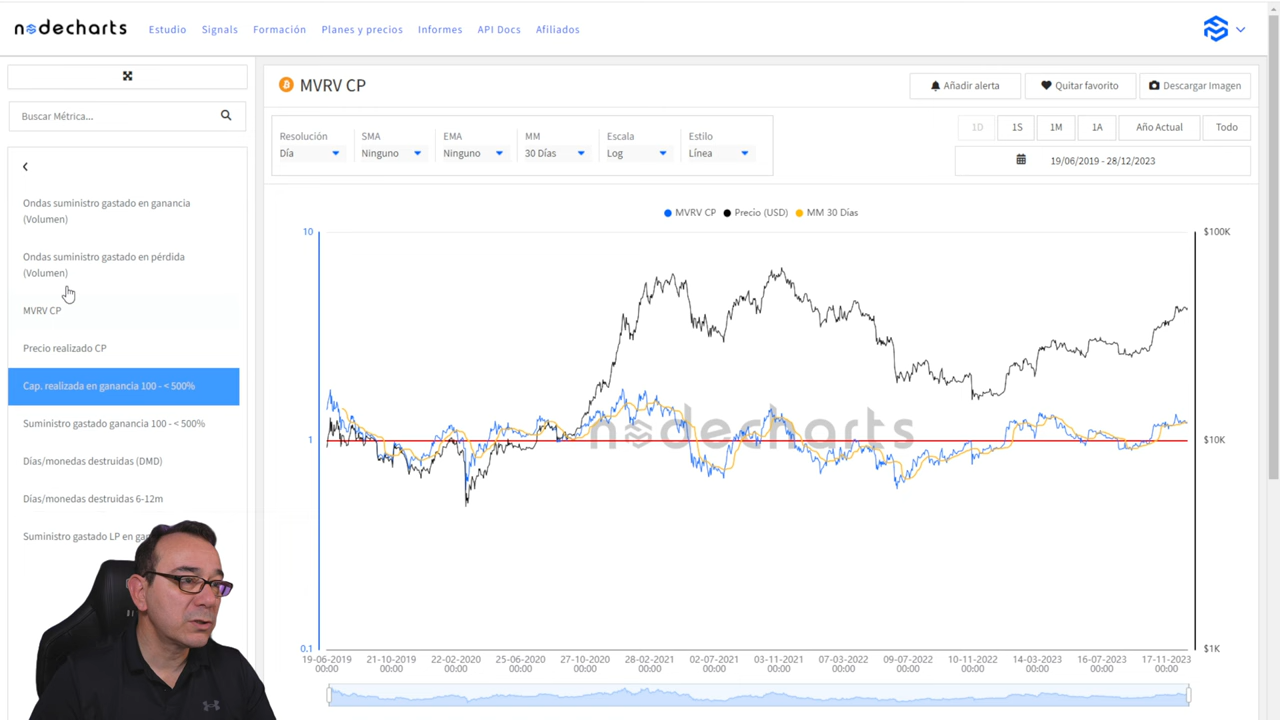 nodecharts
Estudio
Signals
Formación
Planes y precios
Informes
API Docs
Afiliados
Buscar Métrica...
Ondas suministro gastado en ganancia
(Volumen)
Ondas suministro gastado en pérdida
(Volumen)
MVRV CP
Precio realizado CP
Cap. realizada en ganancia 100 - < 500%
Suministro gastado ganancia 100 - < 500%
Días/monedas destruidas (DMD)
Días/monedas destruidas 6-12m
Suministro gastado LP en
MVRV CP
Añadir alerta
Quitar favorito
Descargar Imagen
Resolución
Día
SMA
Ninguno
EMA
Ninguno
MM
30 Días
Escala
Log
Estilo
Línea
1D
1S
1M
1A
Año Actual
Todo
19/06/2019 - 28/12/2023
MVRV CP
Precio (USD)
MM 30 Días
10
1
0.1
$100K
$10K
$1K
nodecharts
19-06-2019
00:00
21-10-2019
00:00
22-02-2020
00:00
25-06-2020
00:00
27-10-2020
00:00
28-02-2021
00:00
02-07-2021
00:00
03-11-2021
00:00
07-03-2022
00:00
09-07-2022
00:00
10-11-2022
00:00
14-03-2023
00:00
16-07-2023
00:00
17-11-2023
00:00